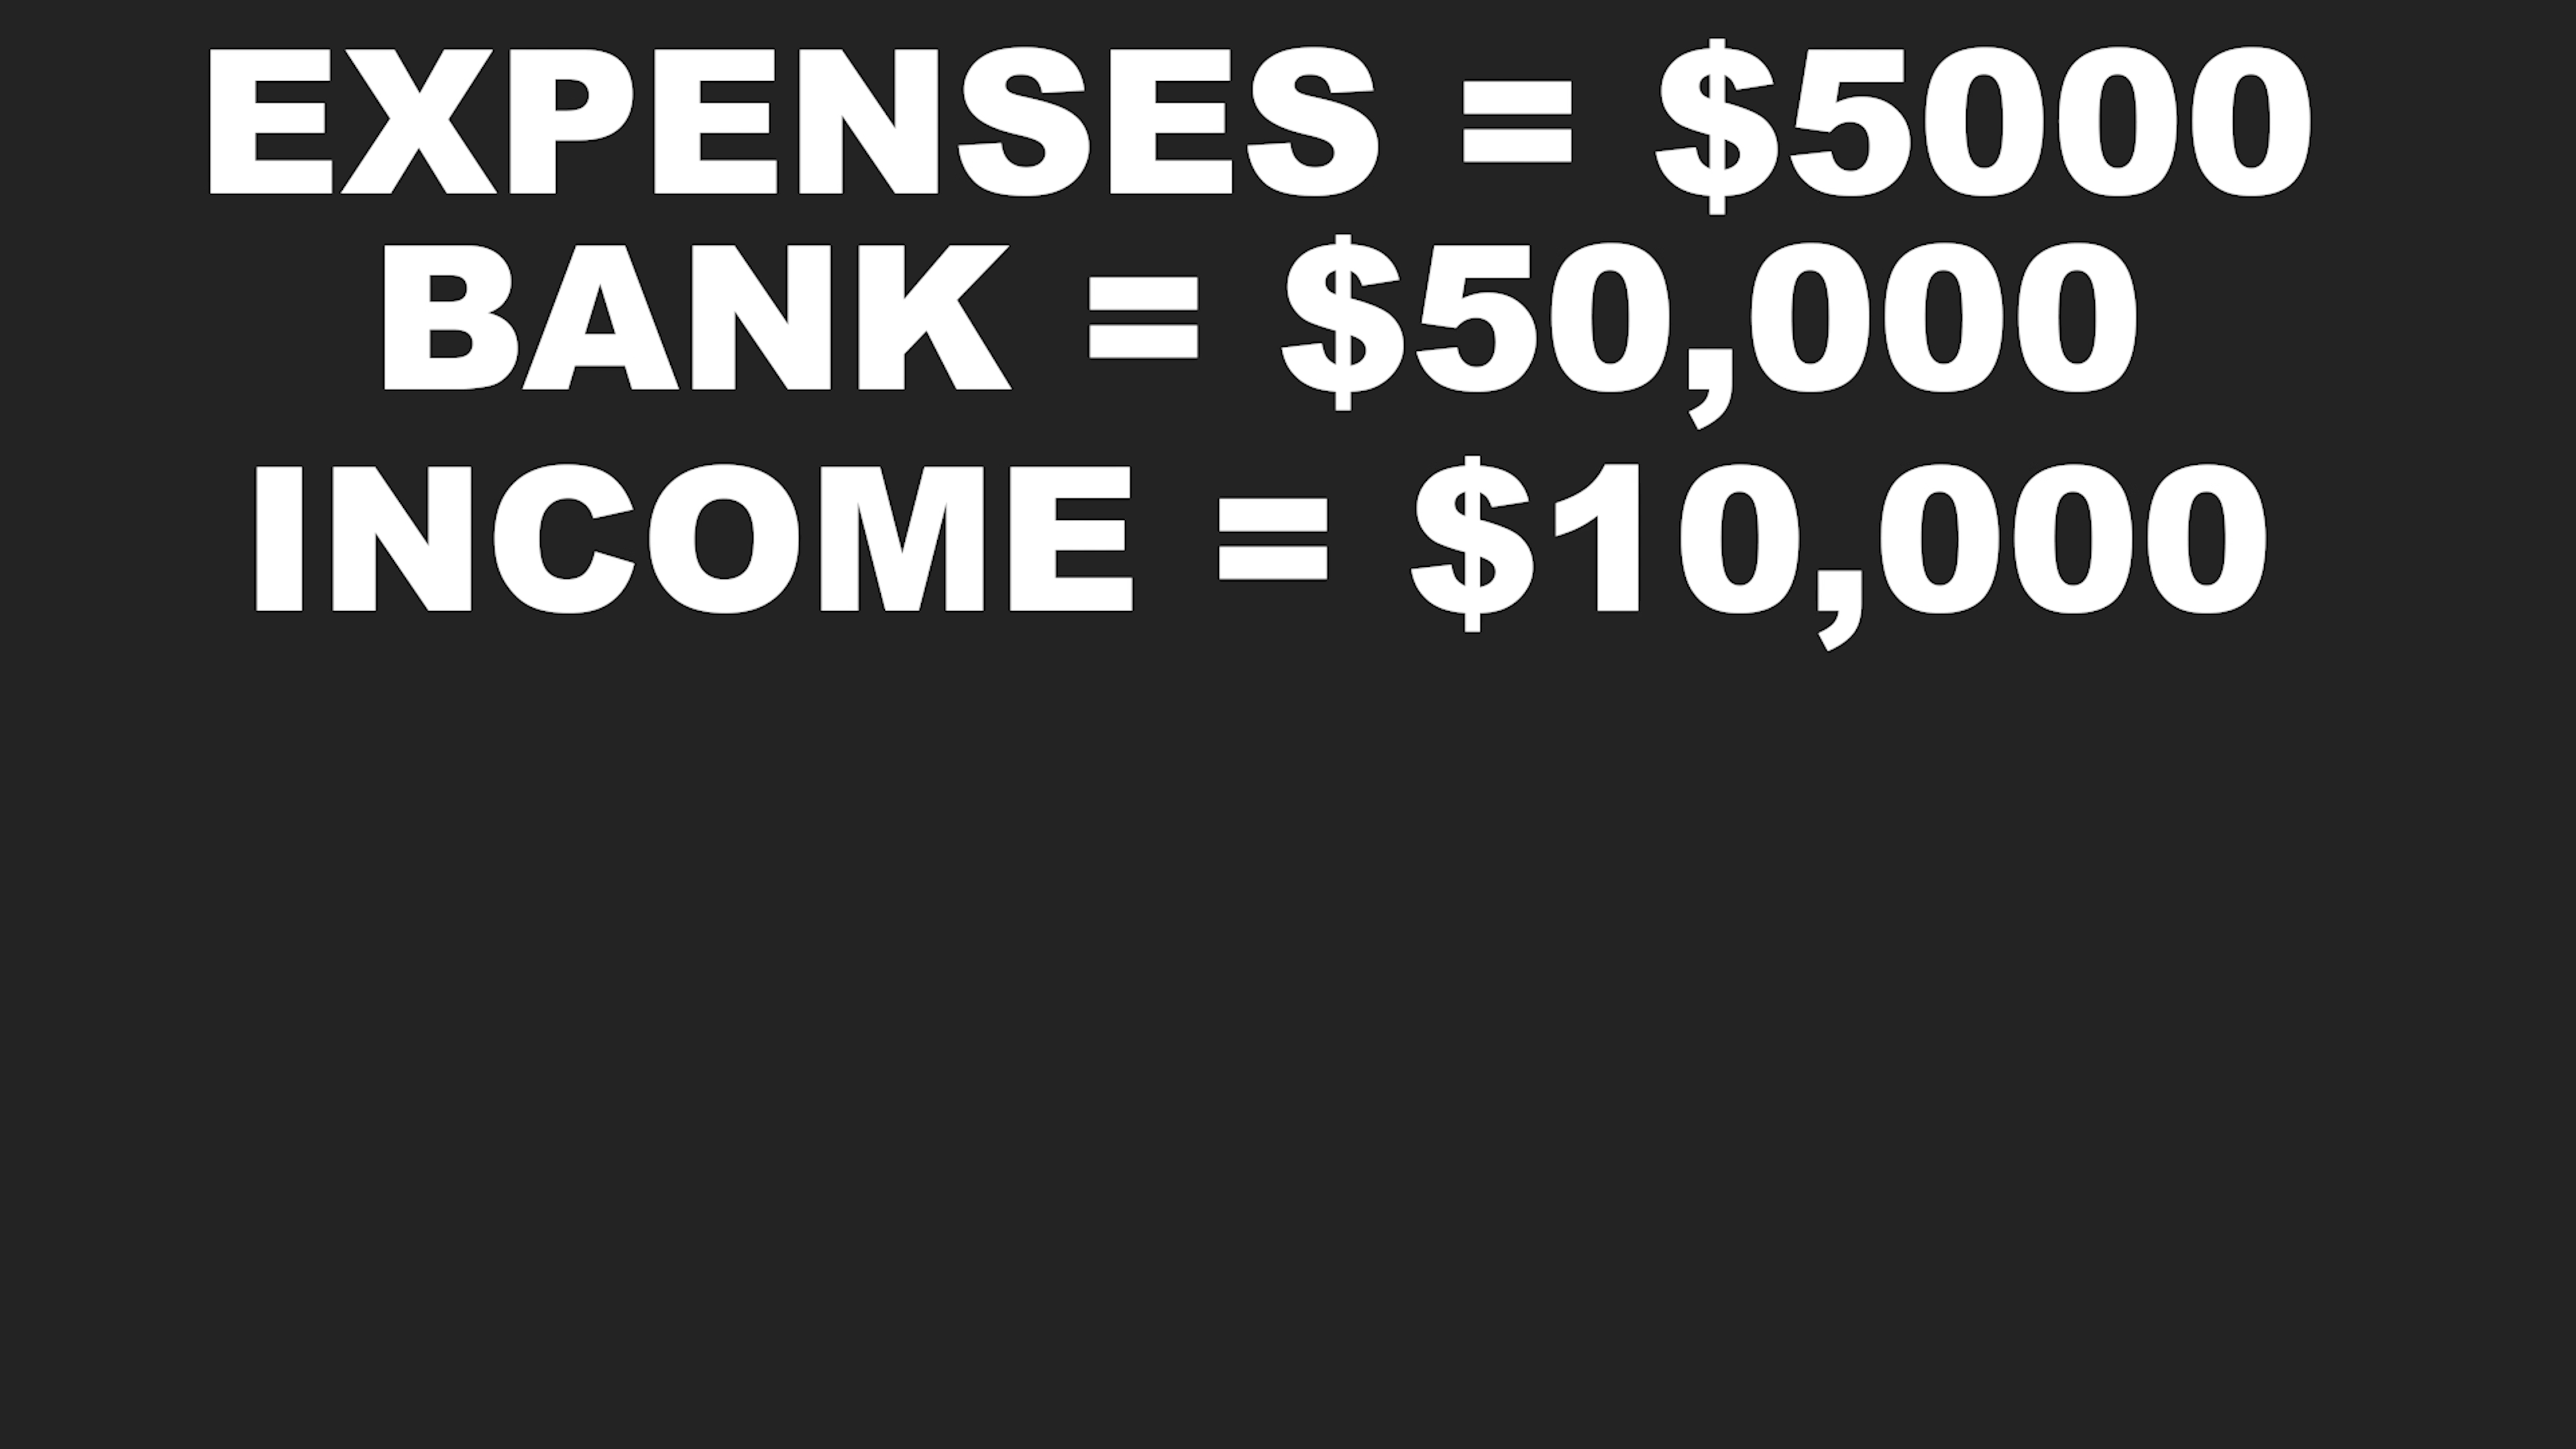 EXPENSES = $5000
BANK = $50,000
INCOME = $10,000